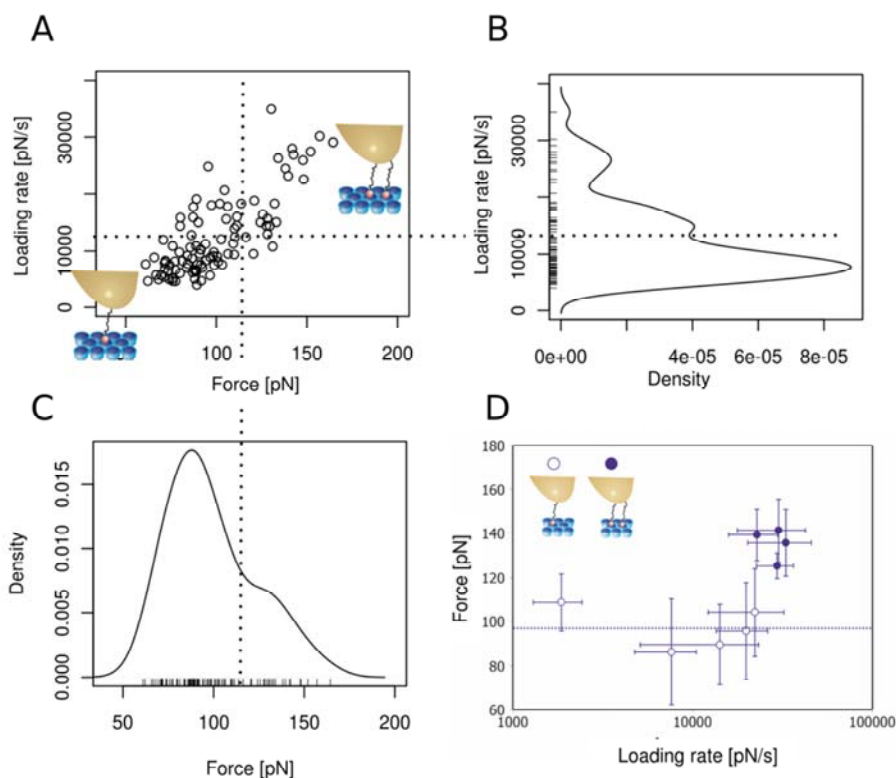 A
Loading rate [pN/s]
30000
10000
0
100
150
200
Force [pN]
B
Loading rate [pN/s]
30000
10000
0
0e+00
4e-05
6e-05
8e-05
Density
C
Density
0.015
0.010
0.005
0.000
50
100
150
200
Force [pN]
D
Force [pN]
180
160
140
120
100
80
60
1000
10000
100000
Loading rate [pN/s]